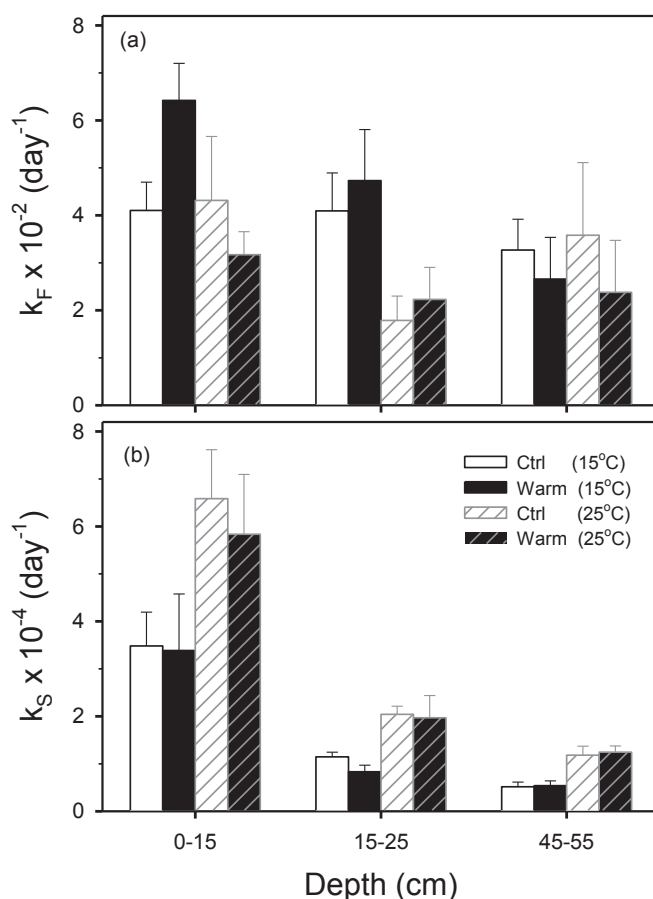 (a)
8
6
4
2
0
k_F x 10^-2 (day^-1)
(b)
Ctrl (15°C)
Warm (15°C)
Ctrl (25°C)
Warm (25°C)
8
6
4
2
0
k_S x 10^-4 (day^-1)
0-15 15-25 45-55
Depth (cm)